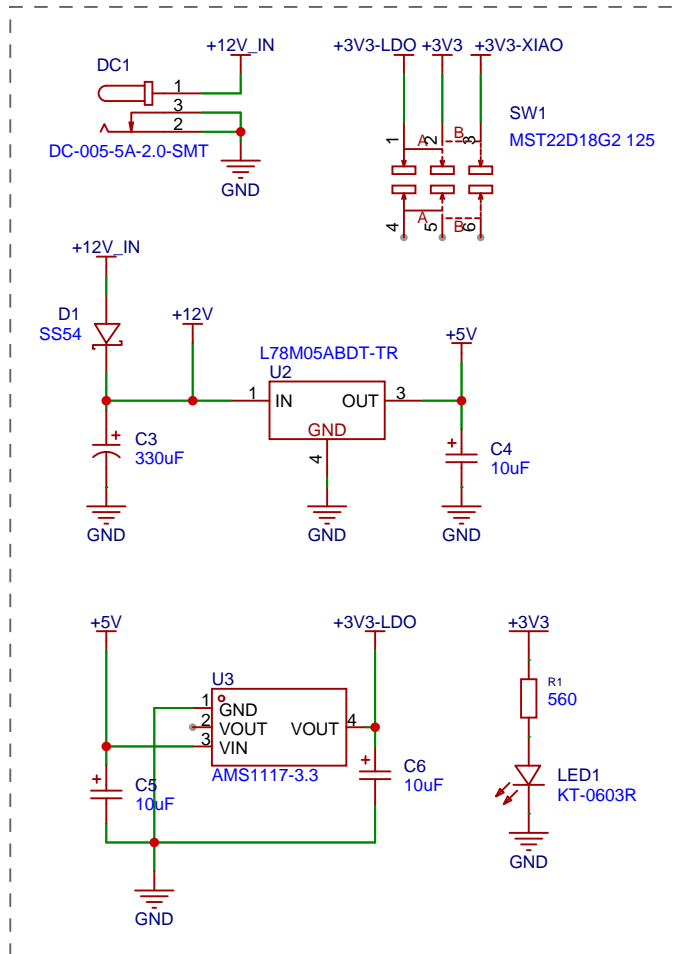 +12V_IN
DC1
1
3
2
DC-005-5A-2.0-SMT
GND
+3V3-LDO +3V3 +3V3-XIAO
SW1
MST22D18G2 125
1 2 3
A B
A B
4 5 6
+12V_IN
D1
SS54
+12V
L78M05ABDT-TR
U2
1 IN OUT 3
GND
4
+5V
C3
330uF
C4
10uF
GND
GND
GND
+5V
+3V3-LDO
+3V3
U3
1 GND
2 VOUT VOUT 4
3 VIN
AMS1117-3.3
C5
10uF
C6
10uF
GND
R1
560
LED1
KT-0603R
GND